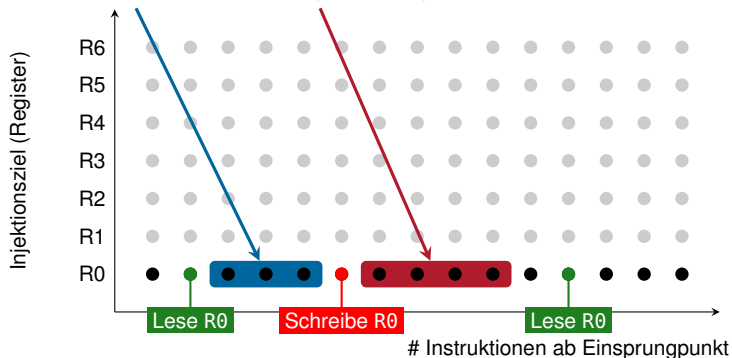 Injektionsziel (Register)
R6
R5
R4
R3
R2
R1
R0
Lese R0
Schreibe R0
Lese R0
# Instruktionen ab Einsprungpunkt